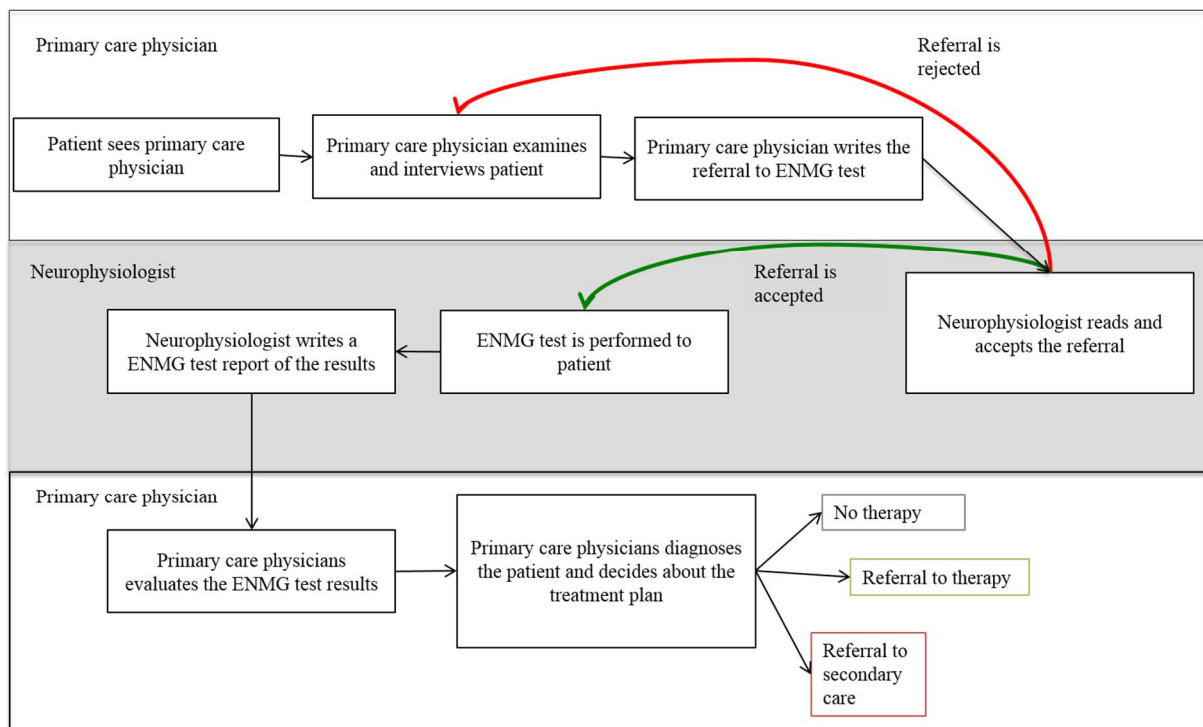 Primary care physician
Referral is
rejected
Patient sees primary care
physician
Primary care physician examines
and interviews patient
Primary care physician writes the
referral to ENMG test
Neurophysiologist
Referral is
accepted
Neurophysiologist reads and
accepts the referral
ENMG test is performed to
patient
Neurophysiologist writes a
ENMG test report of the results
Primary care physician
Primary care physicians
evaluates the ENMG test results
Primary care physicians diagnoses
the patient and decides about the
treatment plan
No therapy
Referral to therapy
Referral to
secondary
care